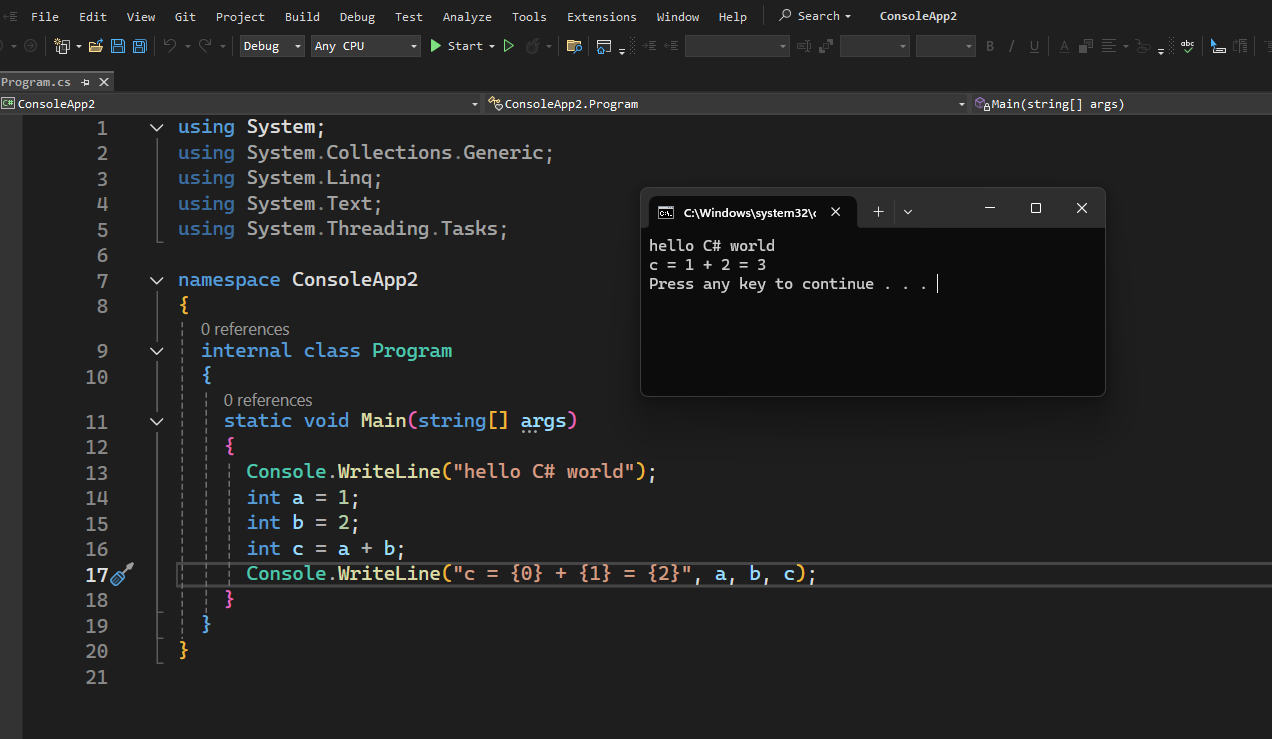 File Edit View Git Project Build Debug Test Analyze Tools Extensions Window Help Search ConsoleApp2
Debug Any CPU Start
Program.cs
C# ConsoleApp2 ConsoleApp2.Program Main(string[] args)
1 using System;
2 using System.Collections.Generic;
3 using System.Linq;
4 using System.Text;
5 using System.Threading.Tasks;
6
7 namespace ConsoleApp2
8 {
0 references
9 internal class Program
10 {
0 references
11 static void Main(string[] args)
12 {
13 Console.WriteLine("hello C# world");
14 int a = 1;
15 int b = 2;
16 int c = a + b;
17 Console.WriteLine("c = {0} + {1} = {2}", a, b, c);
18 }
19 }
20 }
21
C:\Windows\system32\
hello C# world
c = 1 + 2 = 3
Press any key to continue . . .